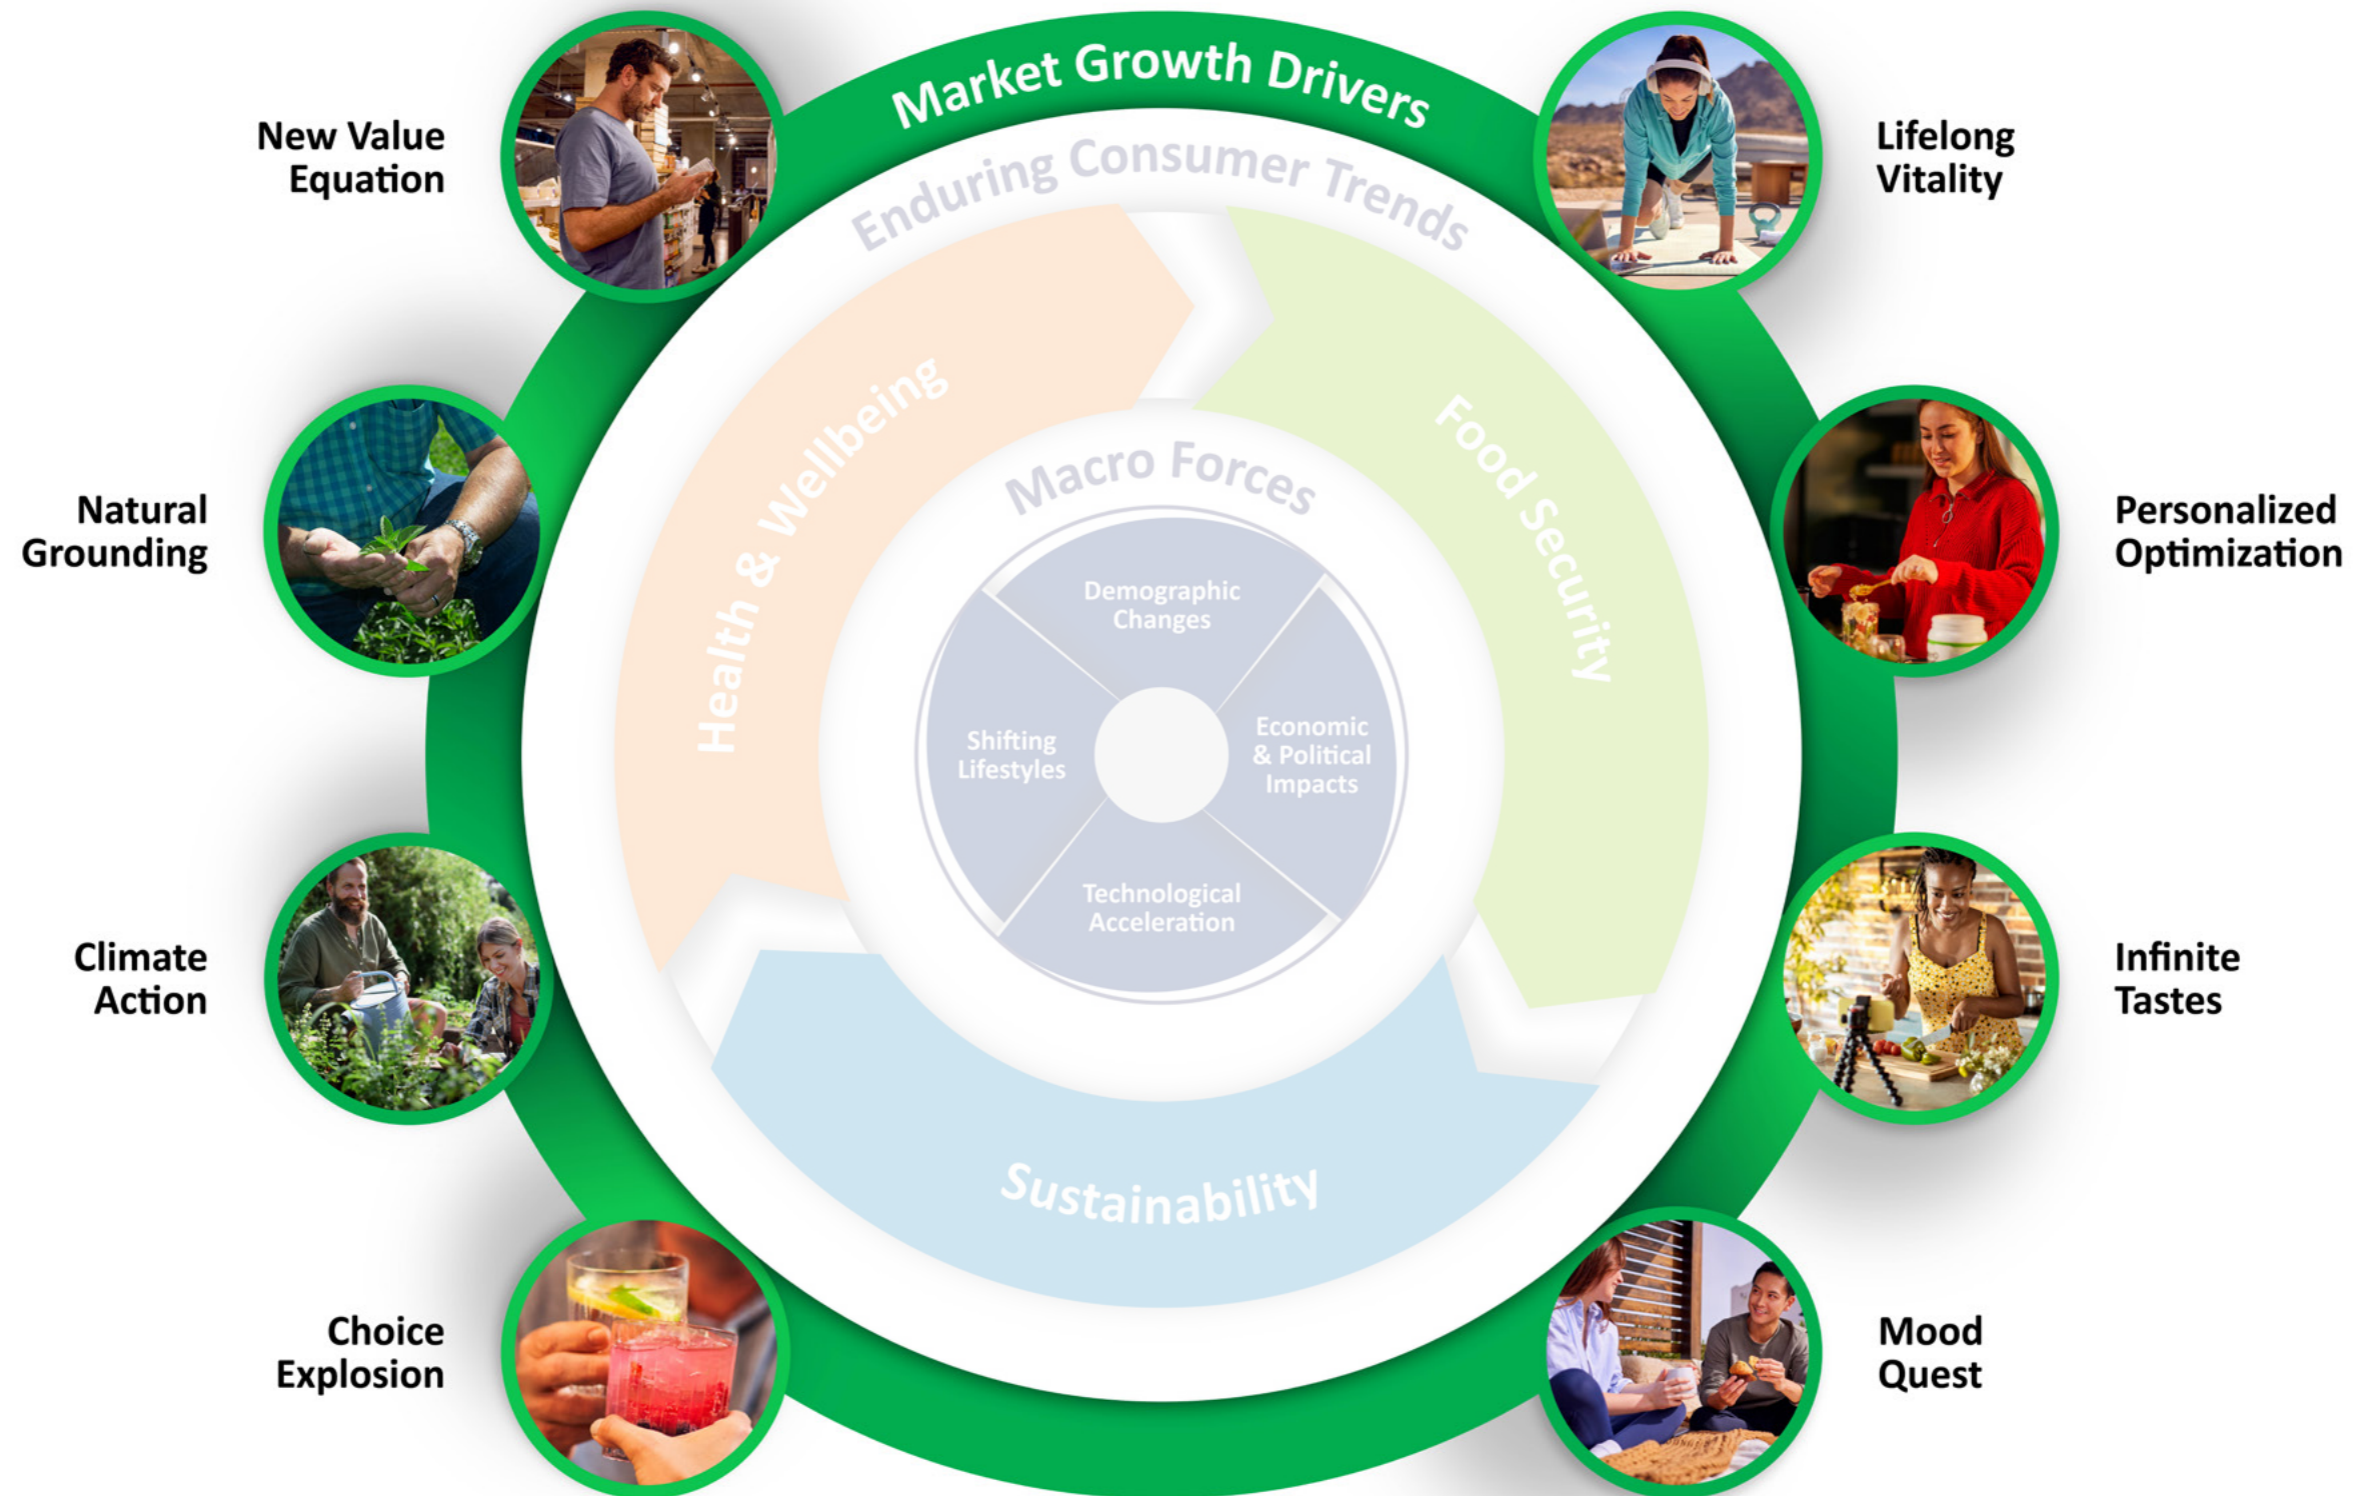 Market Growth Drivers
Enduring Consumer Trends
New Value
Equation
Lifelong
Vitality
Health & Wellbeing
Food Security
Macro Forces
Natural
Grounding
Personalized
Optimization
Demographic
Changes
Shifting
Lifestyles
Economic
& Political
Impacts
Technological
Acceleration
Climate
Action
Infinite
Tastes
Sustainability
Choice
Explosion
Mood
Quest